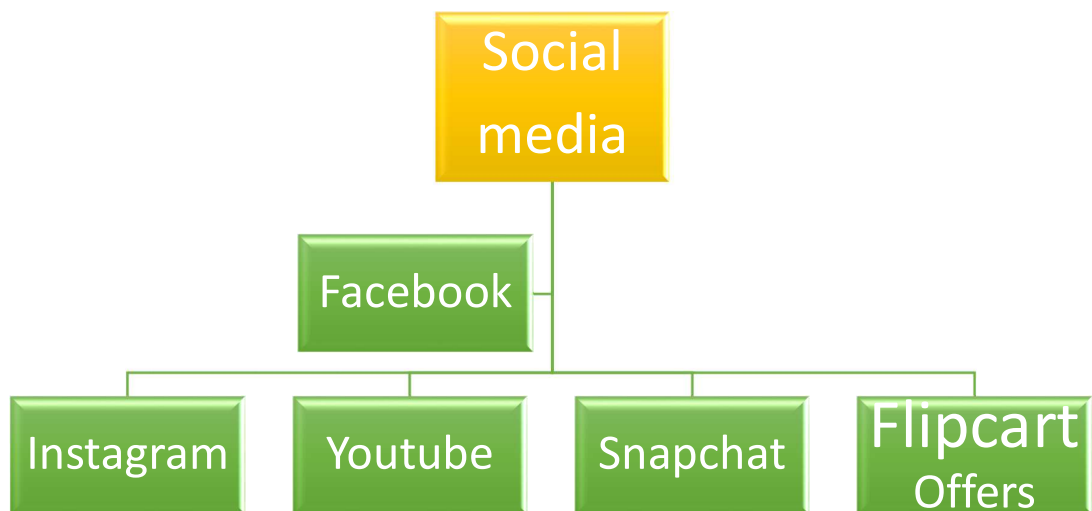 Social
media
Facebook
Instagram
Youtube
Snapchat
Flipcart
Offers